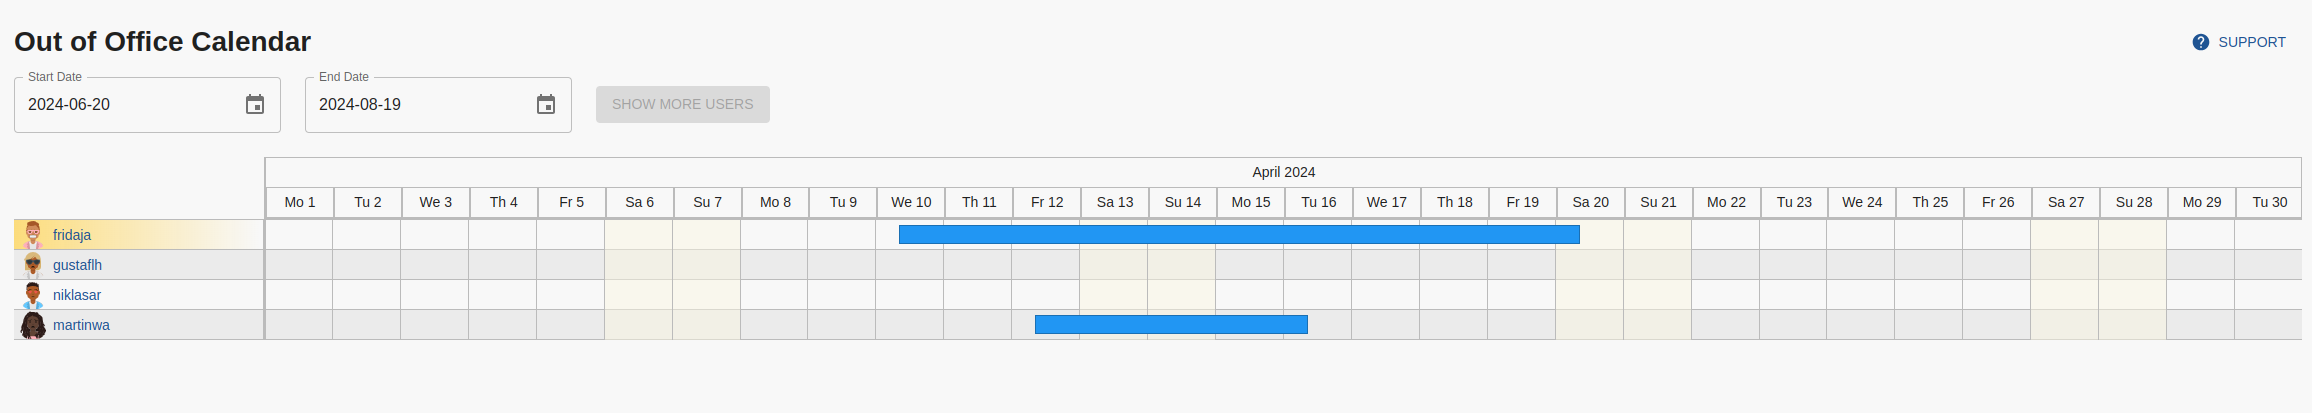 Out of Office Calendar
SUPPORT
Start Date
2024-06-20
End Date
2024-08-19
SHOW MORE USERS
April 2024
Mo 1 Tu 2 We 3 Th 4 Fr 5 Sa 6 Su 7 Mo 8 Tu 9 We 10 Th 11 Fr 12 Sa 13 Su 14 Mo 15 Tu 16 We 17 Th 18 Fr 19 Sa 20 Su 21 Mo 22 Tu 23 We 24 Th 25 Fr 26 Sa 27 Su 28 Mo 29 Tu 30
fridaja
gustaflh
niklasar
martinwa